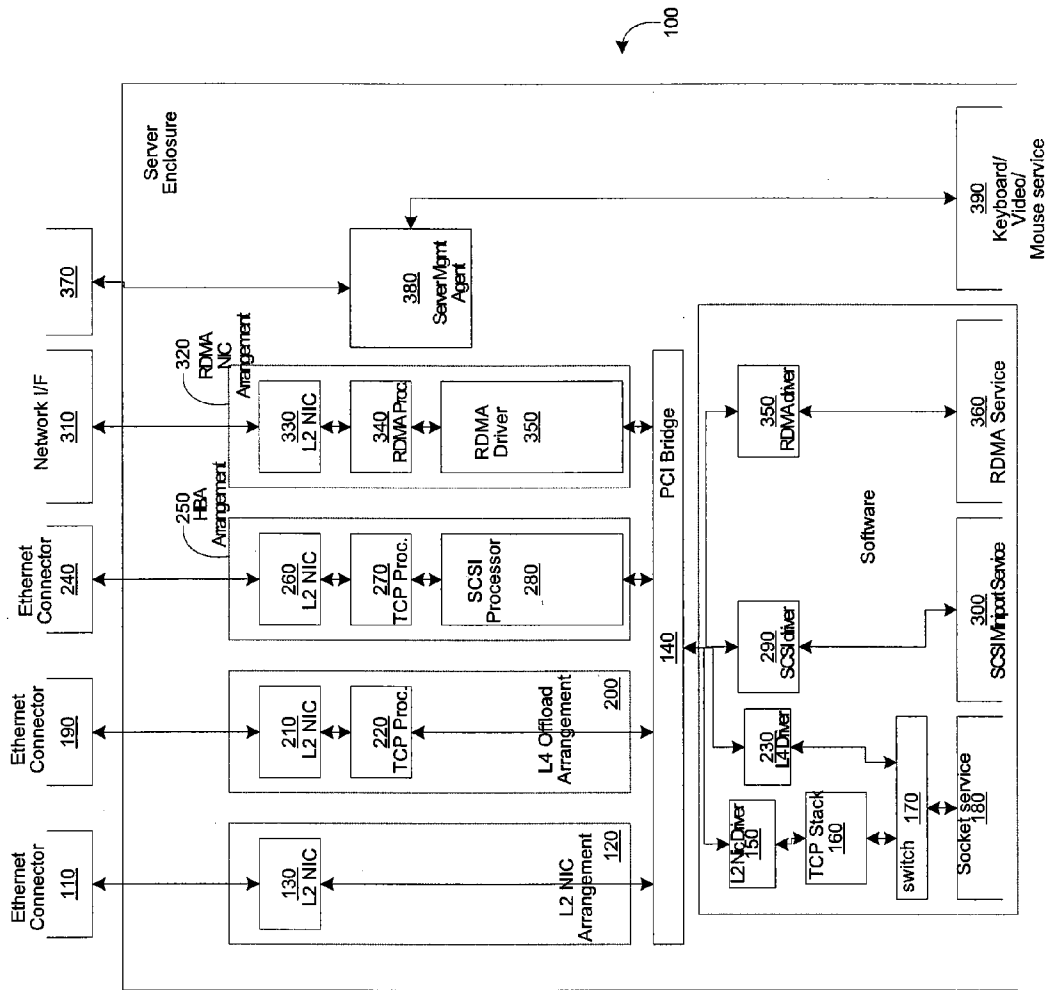 Ethernet
Connector
110
Ethernet
Connector
190
Ethernet
Connector
240
Network I/F
310
370
Server
Enclosure
100
130
L2 NIC
120
L2 NIC
Arrangement
210
L2 NIC
220
TCP Proc.
200
L4 Offload
Arrangement
250
HBA
Arrangement
260
L2 NIC
270
TCP Proc.
SCSI
Processor
280
320
RDMA
NIC
Arrangement
330
L2 NIC
340
RDMA Proc.
RDMA
Driver
350
380
Server Mgmt
Agent
140
PCI Bridge
L2 Nic Driver
150
TCP Stack
160
230
L4 Driver
290
SCSI driver
350
RDMA driver
switch
170
Software
Socket service
180
300
SCSI Miniport Service
360
RDMA Service
390
Keyboard/
Video/
Mouse service